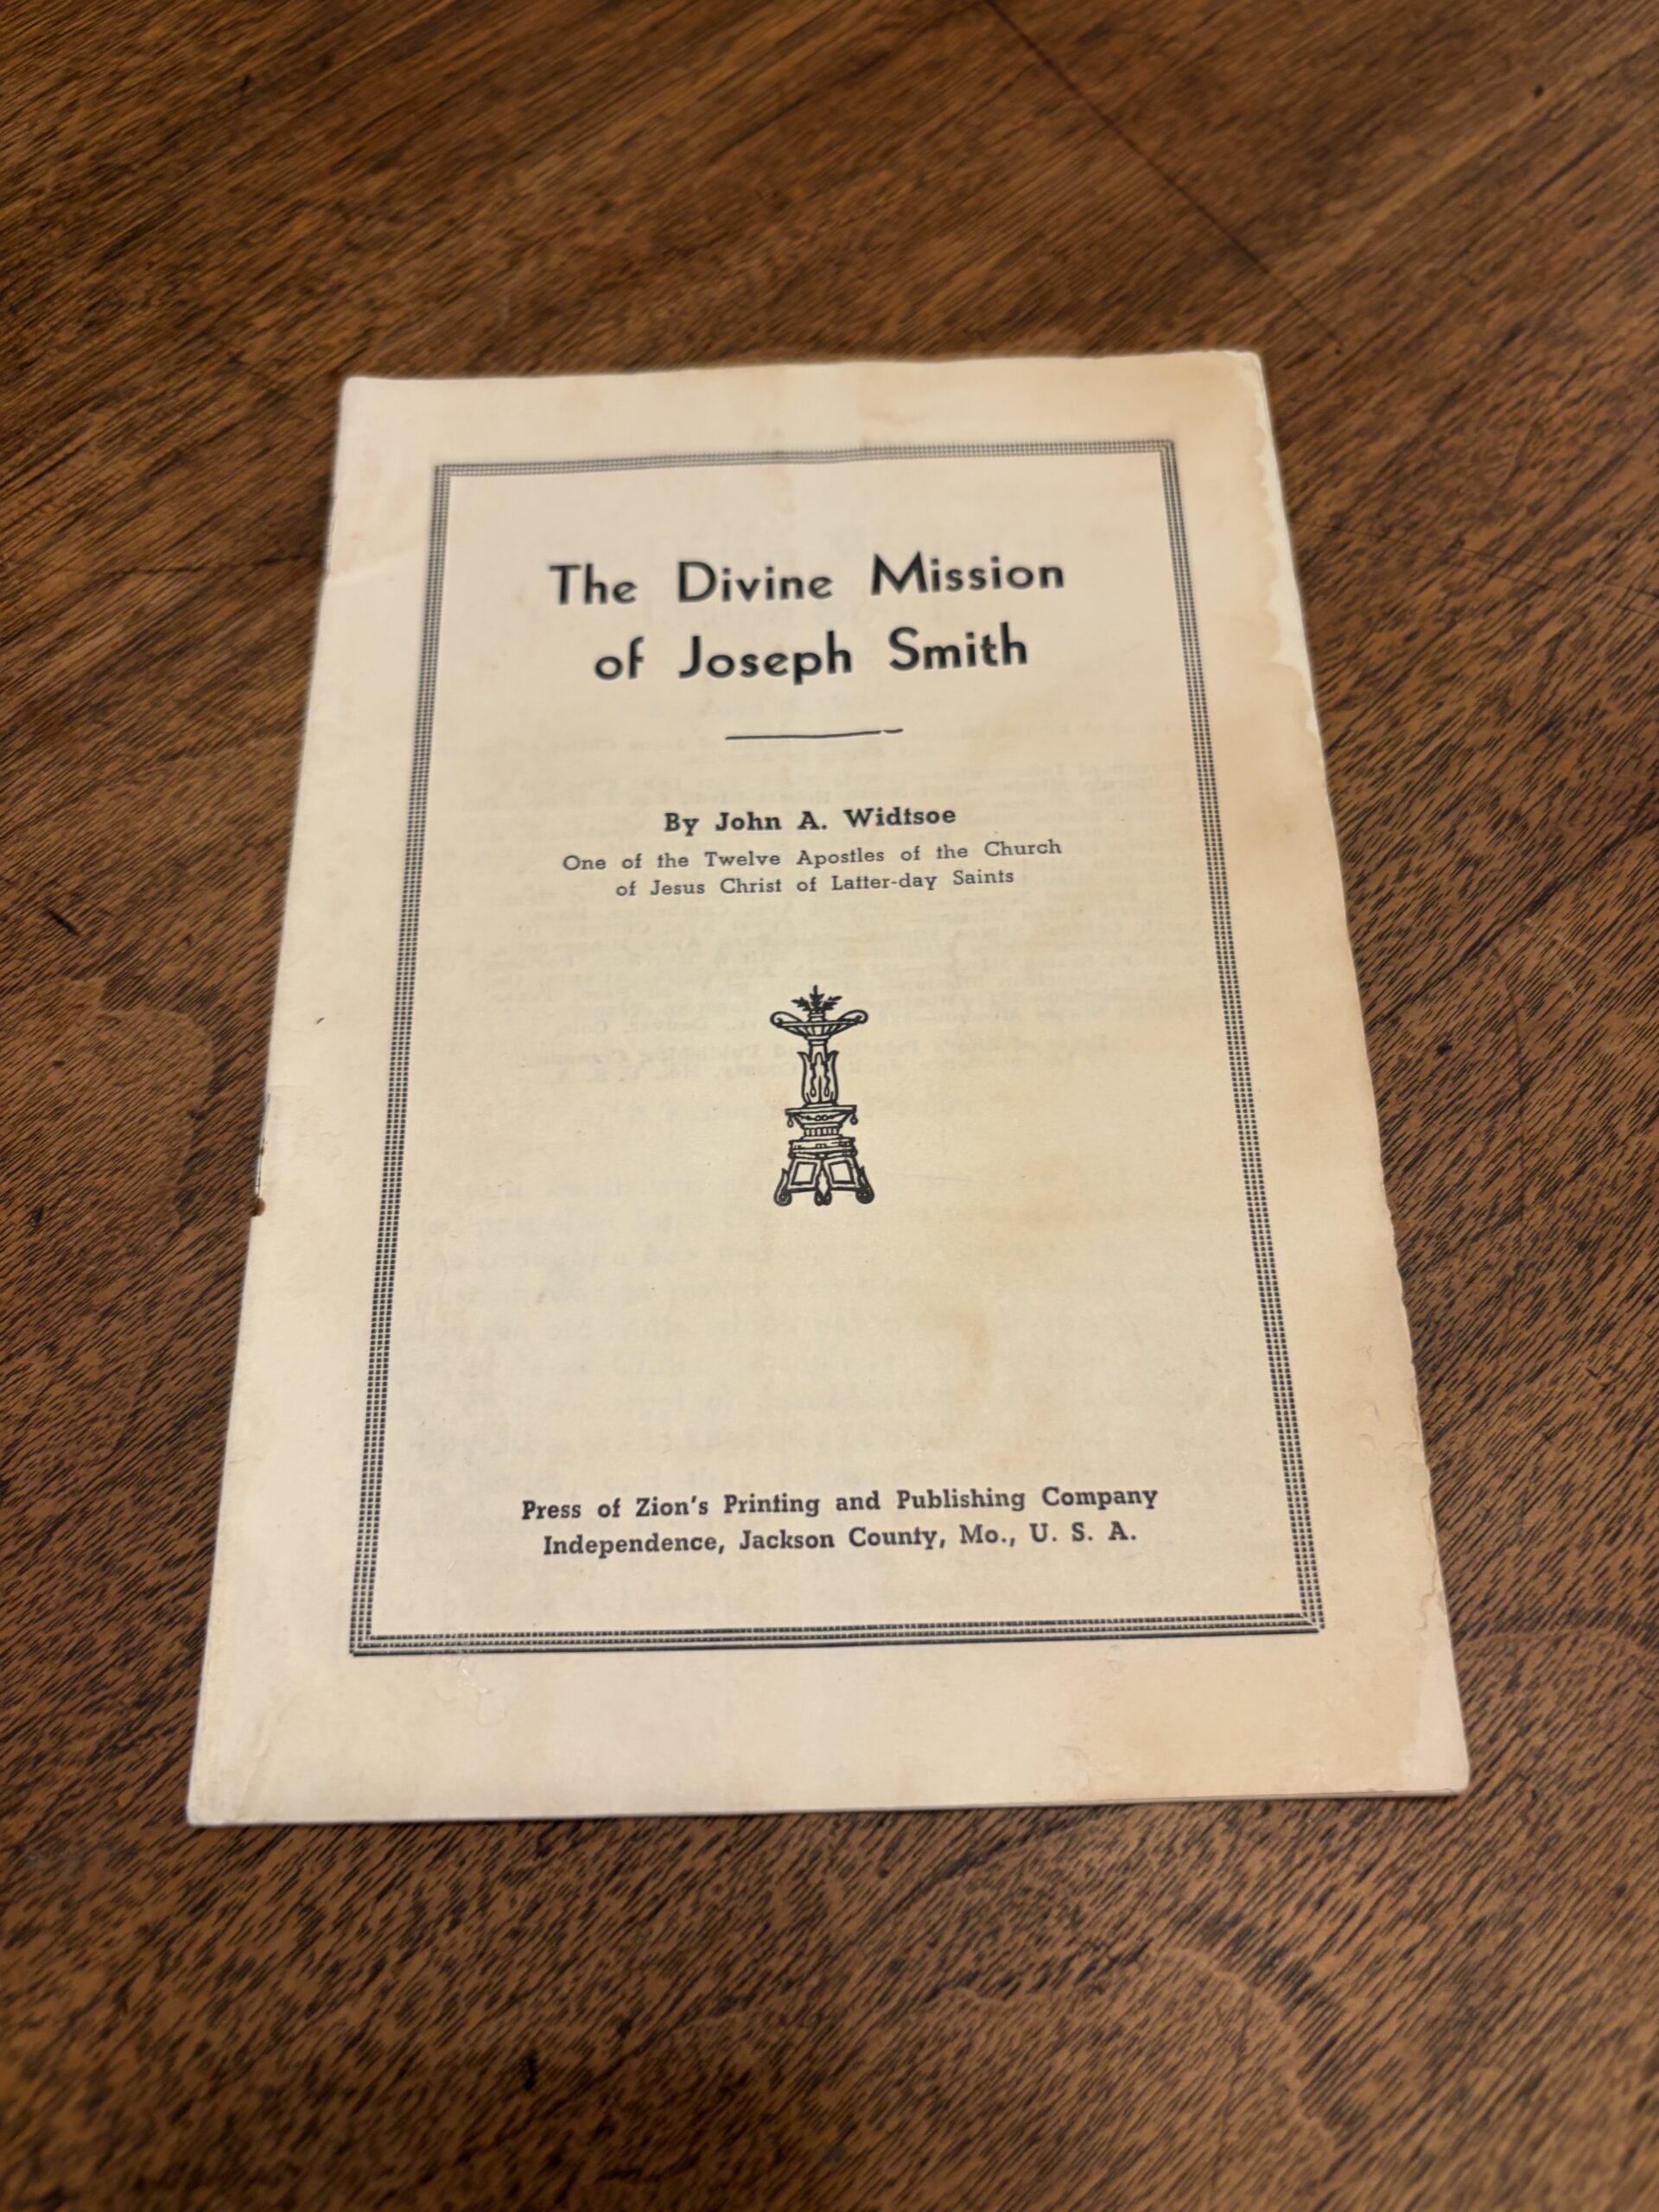 The Divine Mission
of Joseph Smith
By John A. Widtsoe
One of the Twelve Apostles of the Church
of Jesus Christ of Latter-day Saints
Press of Zion's Printing and Publishing Company
Independence, Jackson County, Mo., U. S. A.